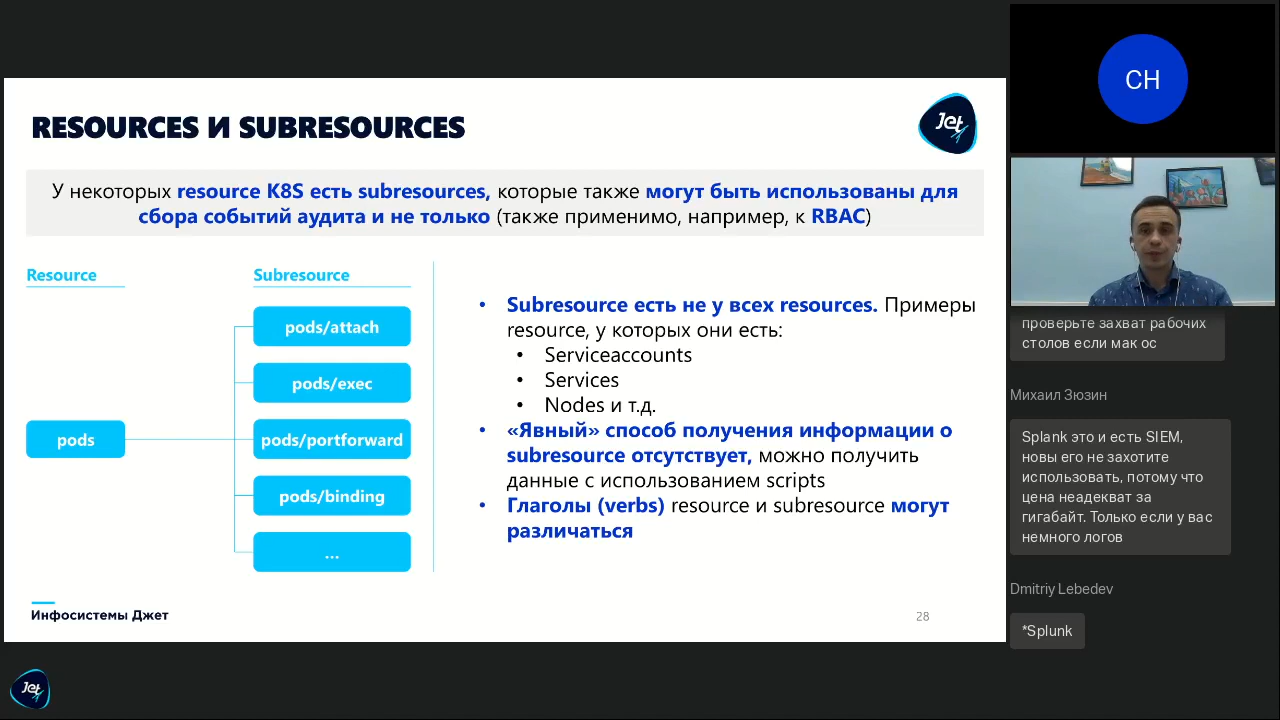 RESOURCES И SUBRESOURCES
Jet
У некоторых resource K8S есть subresources, которые также могут быть использованы для
сбора событий аудита и не только (также применимо, например, к RBAC)
Resource
Subresource
pods
pods/attach
pods/exec
pods/portforward
pods/binding
...
• Subresource есть не у всех resources. Примеры
resource, у которых они есть:
• Serviceaccounts
• Services
• Nodes и т.д.
• «Явный» способ получения информации о
subresource отсутствует, можно получить
данные с использованием scripts
• Глаголы (verbs) resource и subresource могут
различаться
Инфосистемы Джет
28
Jet
CH
проверьте захват рабочих
столов если мак ос
Михаил Зюзин
Splank это и есть SIEM,
новы его не захотите
использовать, потому что
цена неадекват за
гигабайт. Только если у вас
немного логов
Dmitriy Lebedev
*Splunk